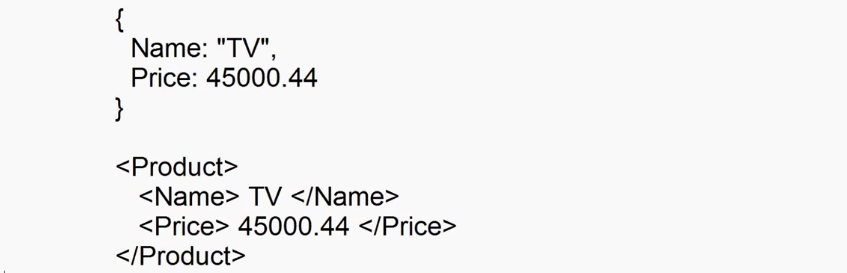 {
Name: "TV",
Price: 45000.44
}
<Product>
<Name> TV </Name>
<Price> 45000.44 </Price>
</Product>